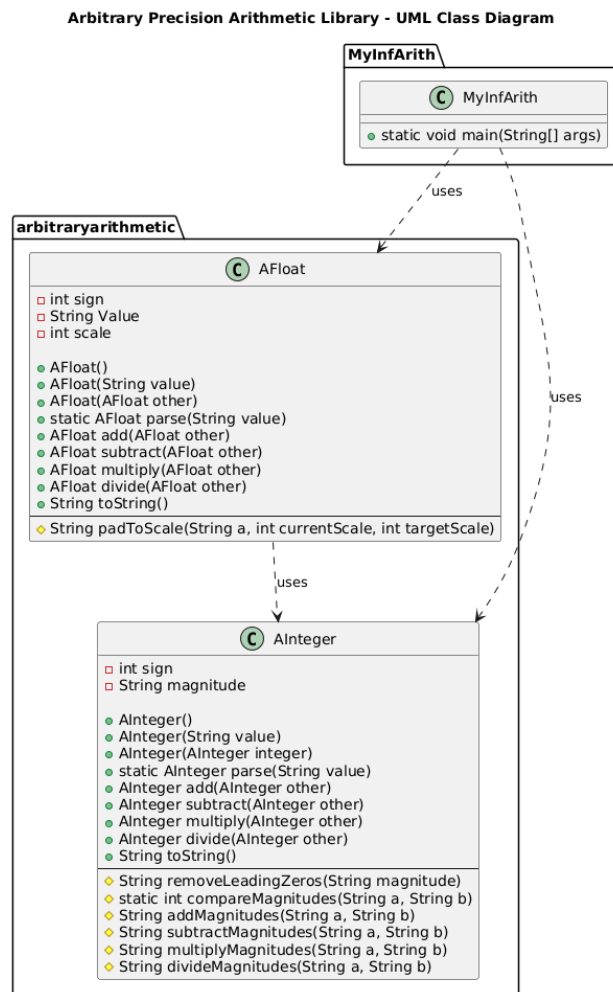 Arbitrary Precision Arithmetic Library - UML Class Diagram
MyInfArith
C MyInfArith
static void main(String[] args)
uses
uses
arbitraryarithmetic
C AFloat
int sign
String Value
int scale
AFloat()
AFloat(String value)
AFloat(AFloat other)
static AFloat parse(String value)
AFloat add(AFloat other)
AFloat subtract(AFloat other)
AFloat multiply(AFloat other)
AFloat divide(AFloat other)
String toString()
String padToScale(String a, int currentScale, int targetScale)
uses
C AInteger
int sign
String magnitude
AInteger()
AInteger(String value)
AInteger(AInteger integer)
static AInteger parse(String value)
AInteger add(AInteger other)
AInteger subtract(AInteger other)
AInteger multiply(AInteger other)
AInteger divide(AInteger other)
String toString()
String removeLeadingZeros(String magnitude)
static int compareMagnitudes(String a, String b)
String addMagnitudes(String a, String b)
String subtractMagnitudes(String a, String b)
String multiplyMagnitudes(String a, String b)
String divideMagnitudes(String a, String b)